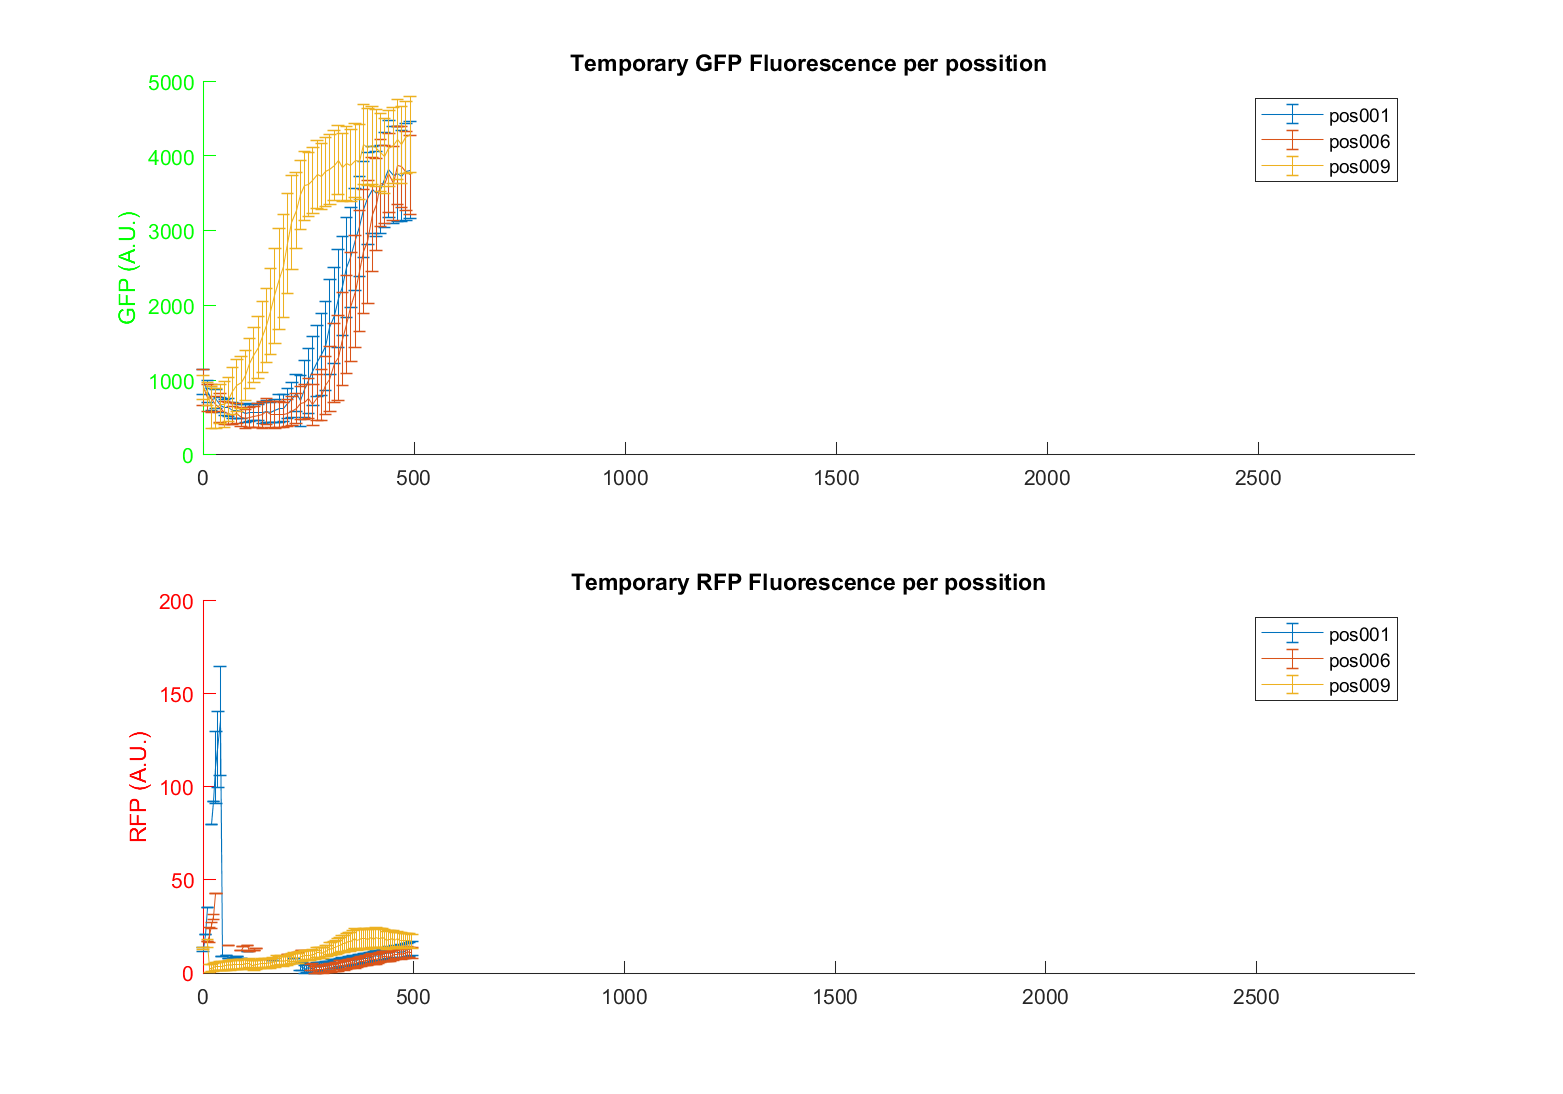 Temporary GFP Fluorescence per possition
5000
4000
3000
2000
1000
0
GFP (A.U.)
0 500 1000 1500 2000 2500
pos001
pos006
pos009
Temporary RFP Fluorescence per possition
200
150
100
50
0
RFP (A.U.)
0 500 1000 1500 2000 2500
pos001
pos006
pos009